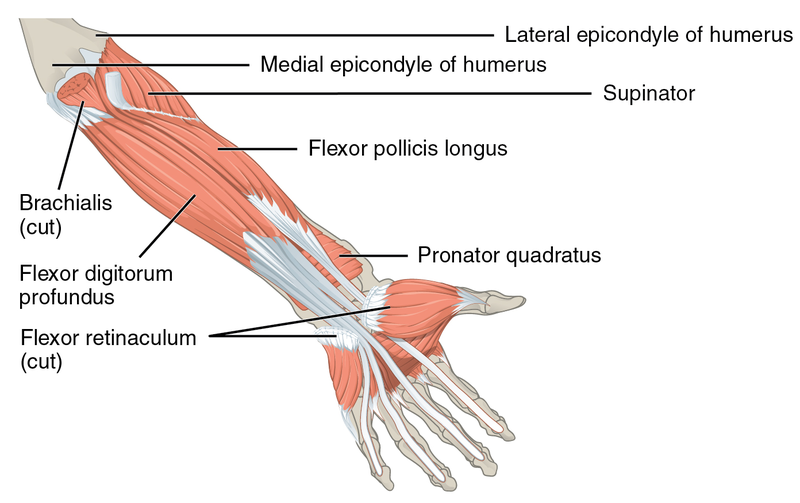 Lateral epicondyle of humerus
Medial epicondyle of humerus
Supinator
Flexor pollicis longus
Brachialis
(cut)
Pronator quadratus
Flexor digitorum
profundus
Flexor retinaculum
(cut)